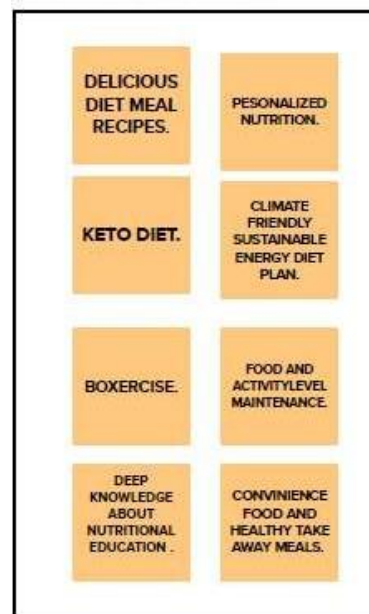 DELICIOUS
DIET MEAL
RECIPES.
PESONALIZED
NUTRITION.
KETO DIET.
CLIMATE
FRIENDLY
SUSTAINABLE
ENERGY DIET
PLAN.
BOXERCISE.
FOOD AND
ACTIVITYLEVEL
MAINTENANCE.
DEEP
KNOWLEDGE
ABOUT
NUTRITIONAL
EDUCATION .
CONVINIENCE
FOOD AND
HEALTHY TAKE
AWAY MEALS.